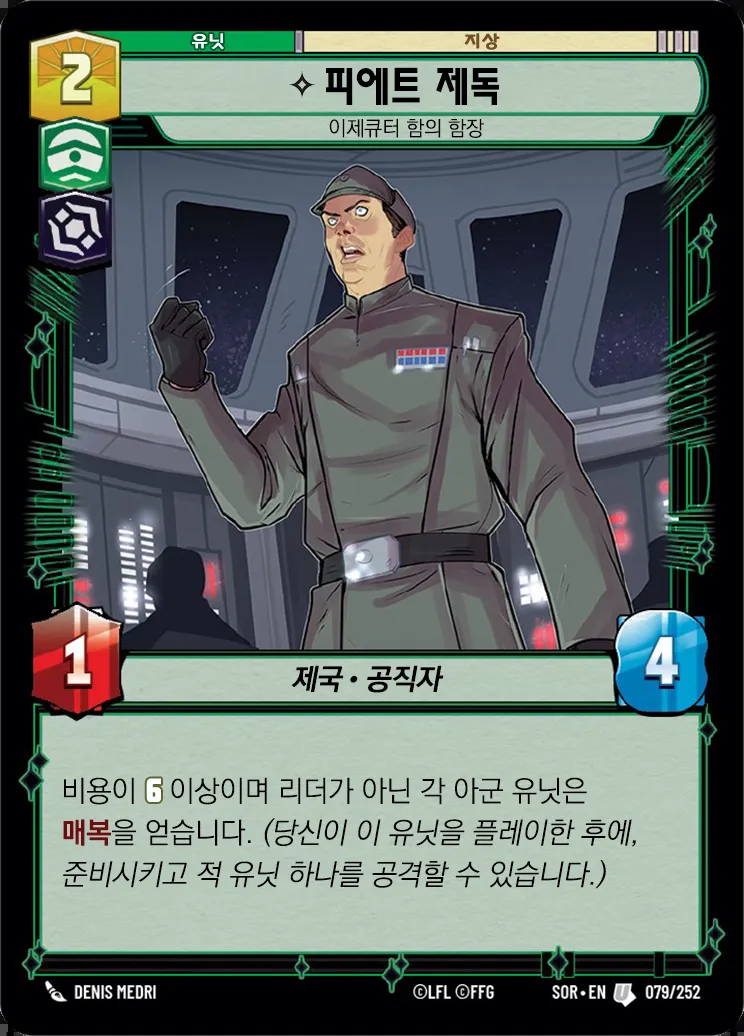 유닛
지상
2
피에트 제독
이제큐터 함의 함장
1
4
제국 • 공직자
비용이 6 이상이며 리더가 아닌 각 아군 유닛은
매복을 얻습니다. (당신이 이 유닛을 플레이한 후에,
준비시키고 적 유닛 하나를 공격할 수 있습니다.)
DENIS MEDRI
©LFL ©FFG
SOR • EN U 079/252